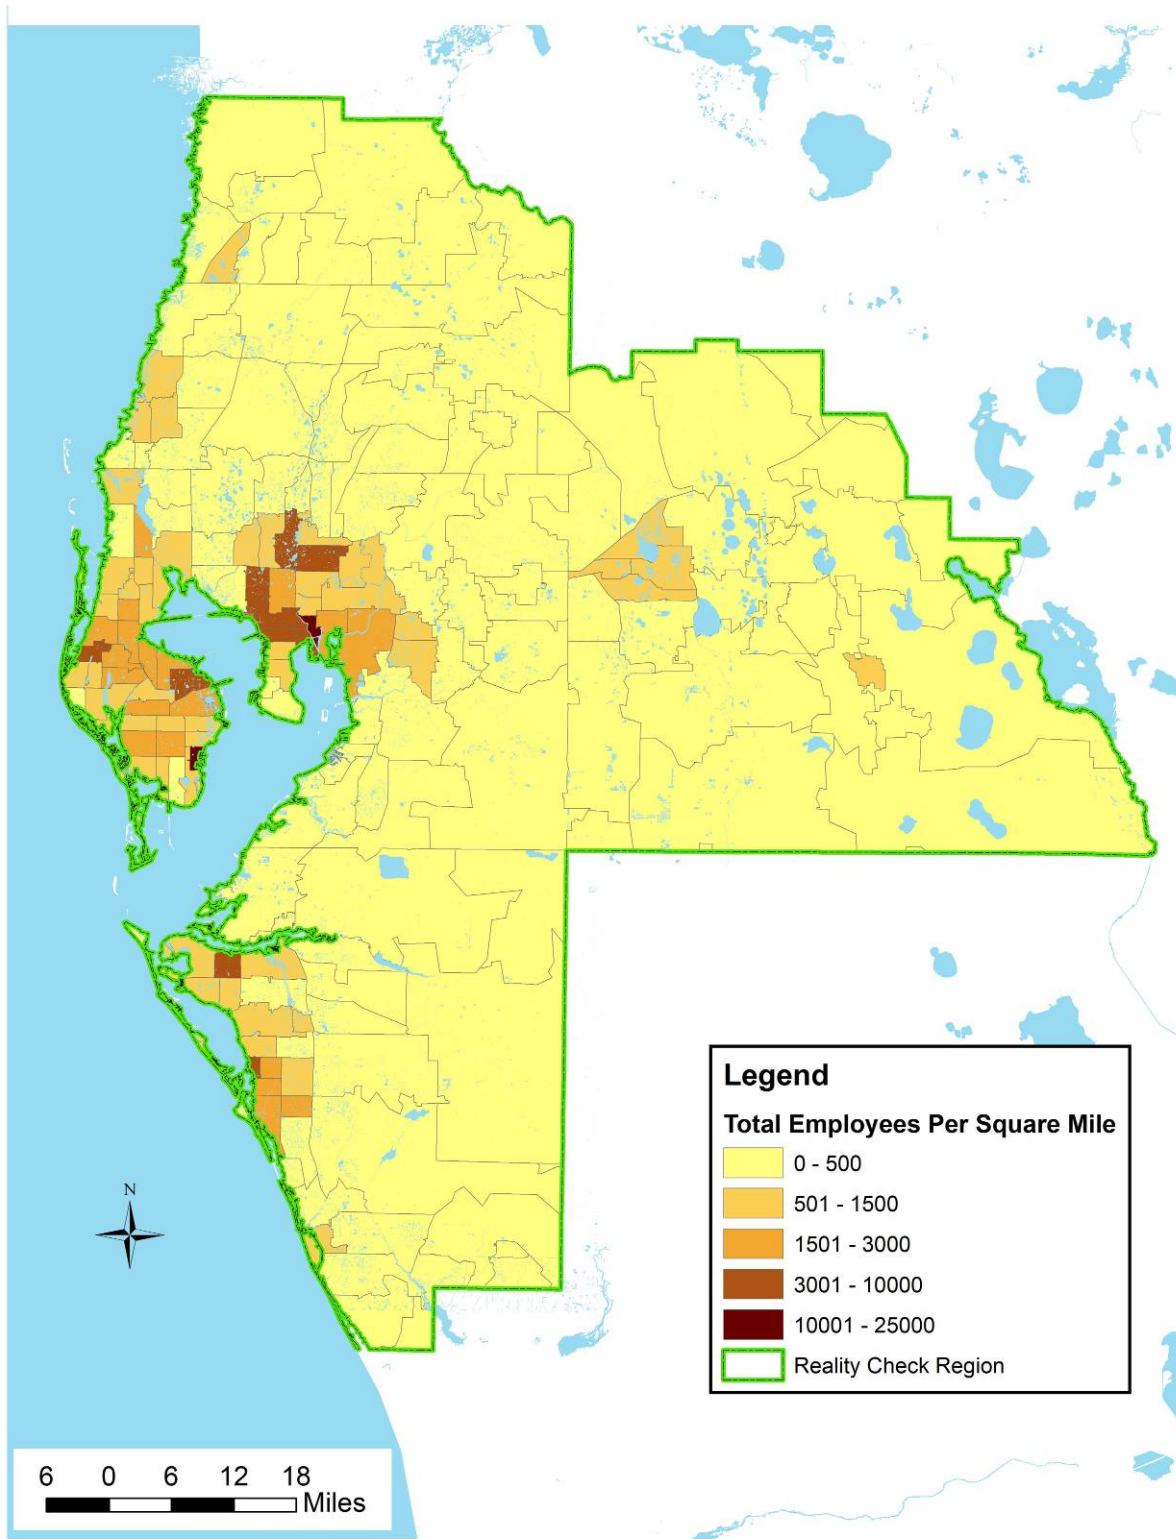 Legend
Total Employees Per Square Mile
0 - 500
501 - 1500
1501 - 3000
3001 - 10000
10001 - 25000
Reality Check Region
N
6 0 6 12 18
Miles